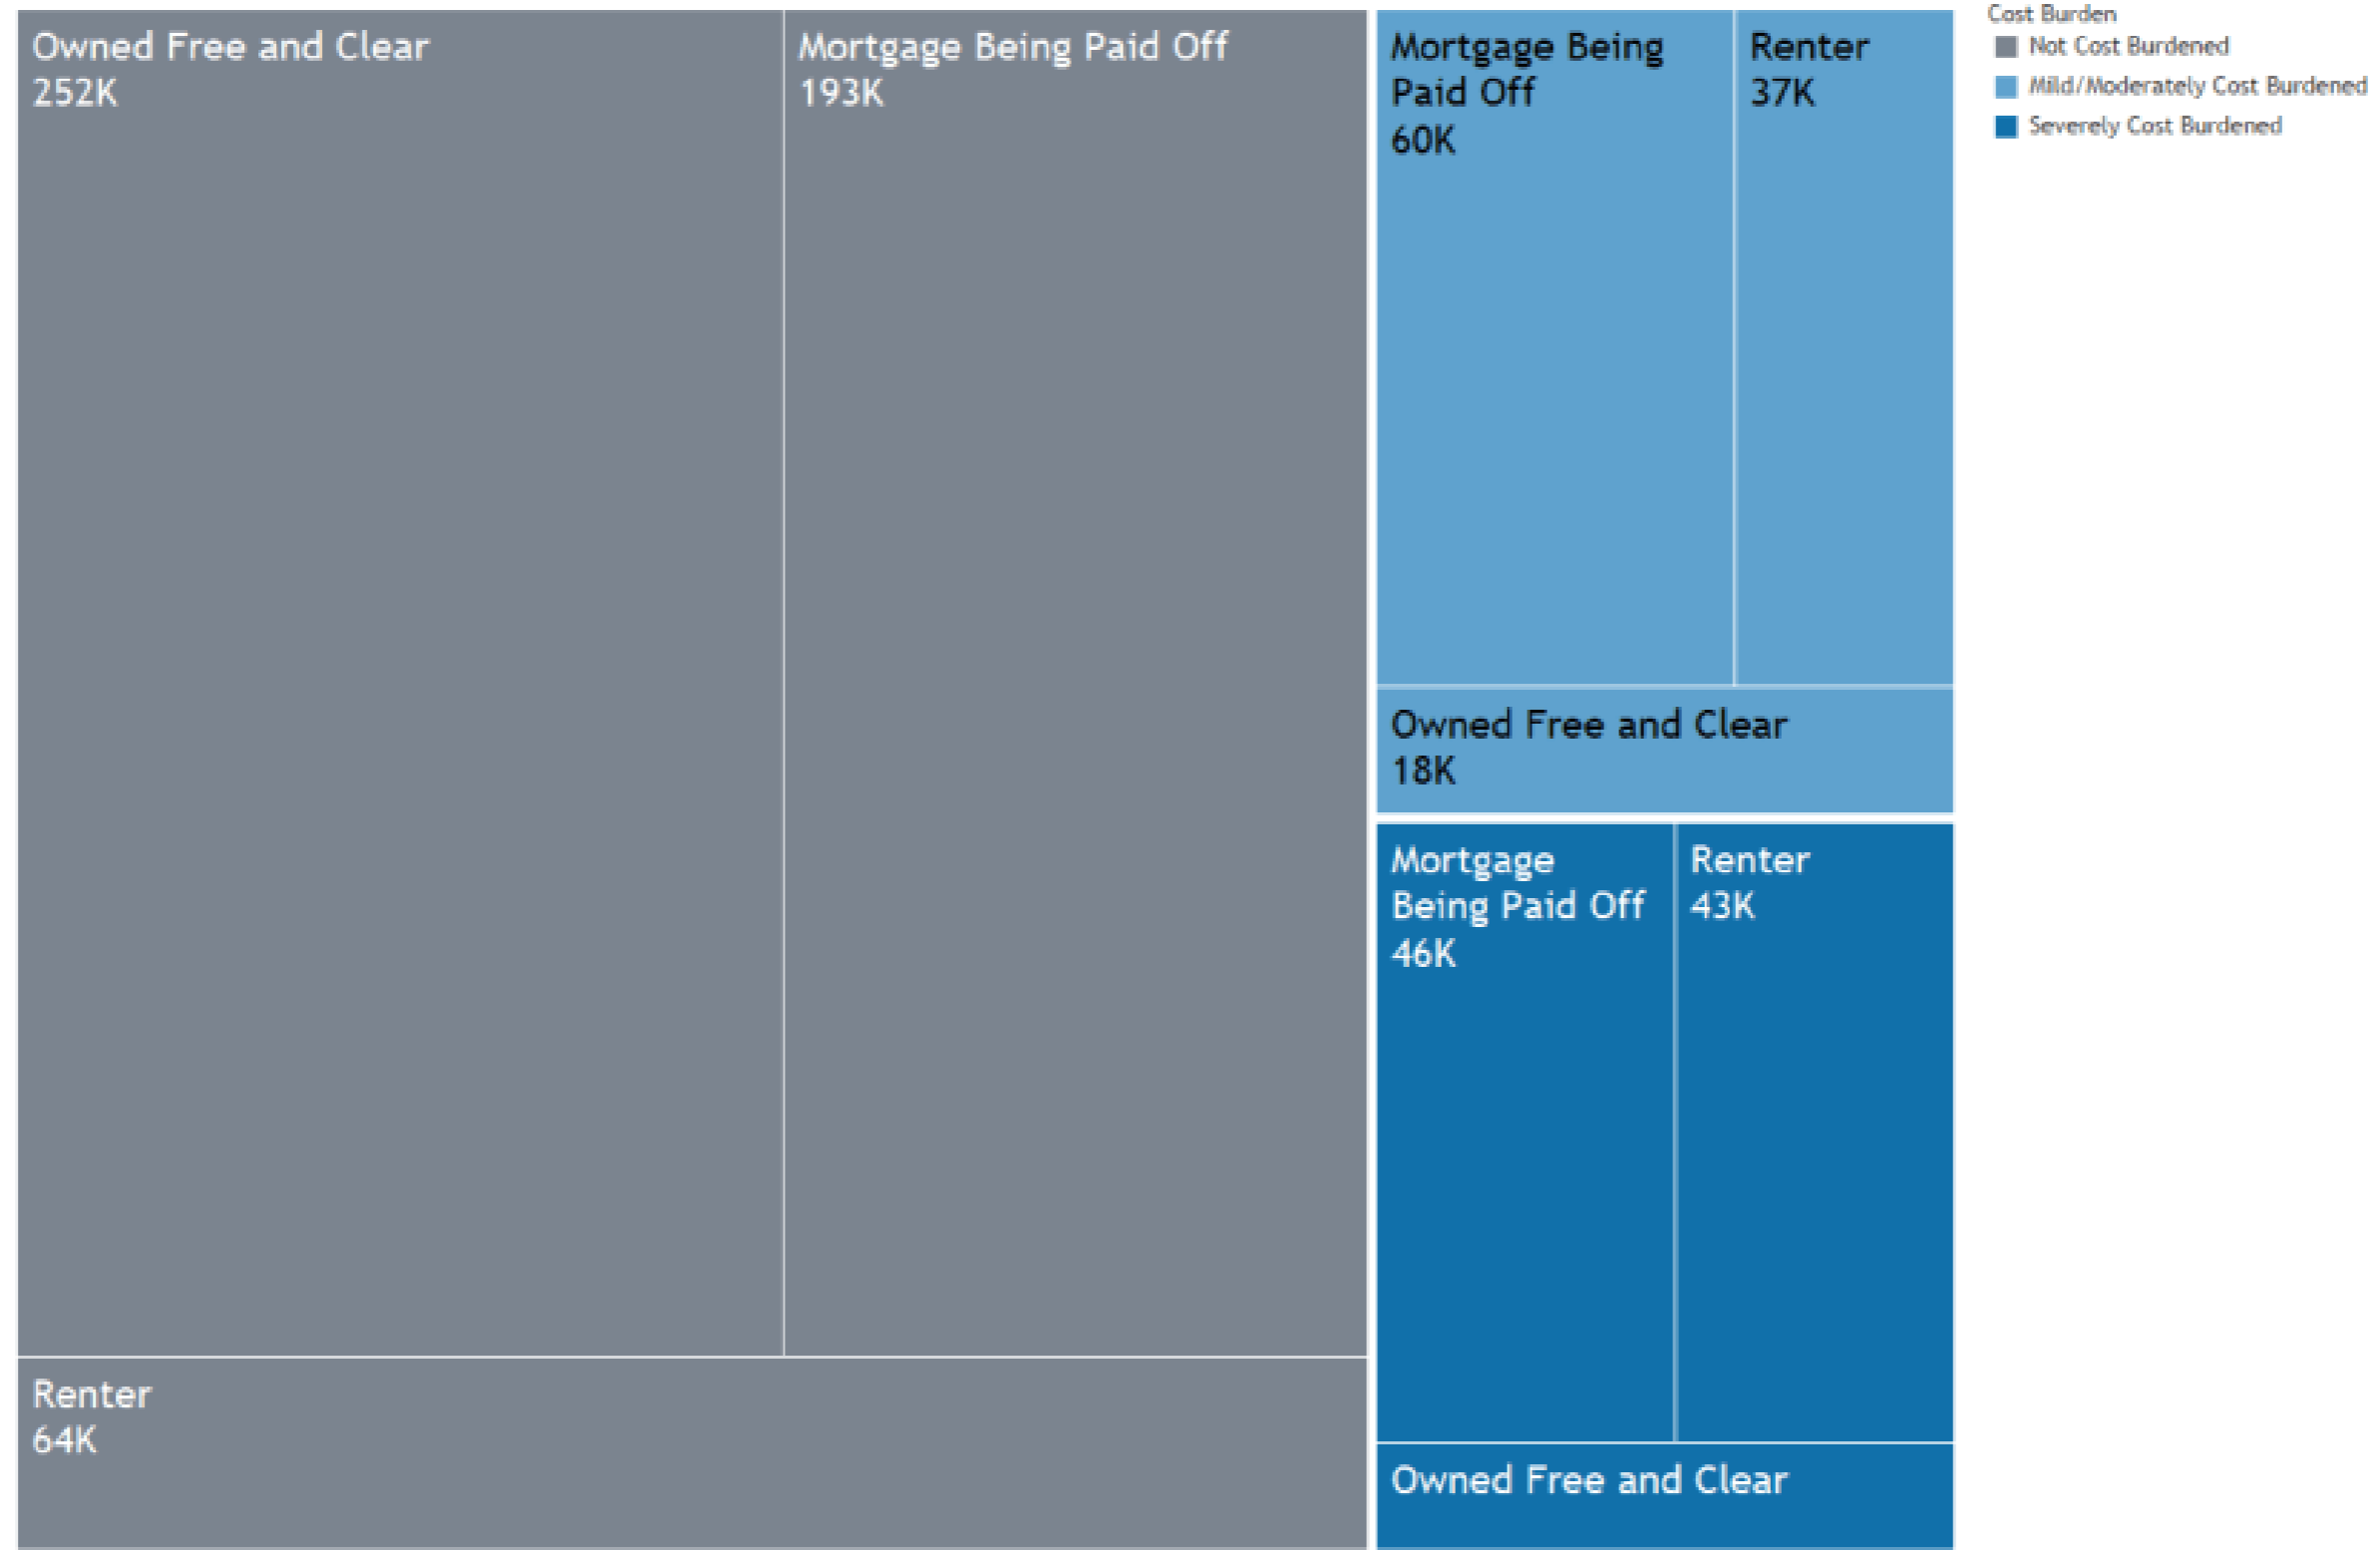 Owned Free and Clear
252K
Mortgage Being Paid Off
193K
Renter
64K
Mortgage Being
Paid Off
60K
Renter
37K
Owned Free and Clear
18K
Mortgage
Being Paid Off
46K
Renter
43K
Owned Free and Clear
Cost Burden
Not Cost Burdened
Mild/Moderately Cost Burdened
Severely Cost Burdened